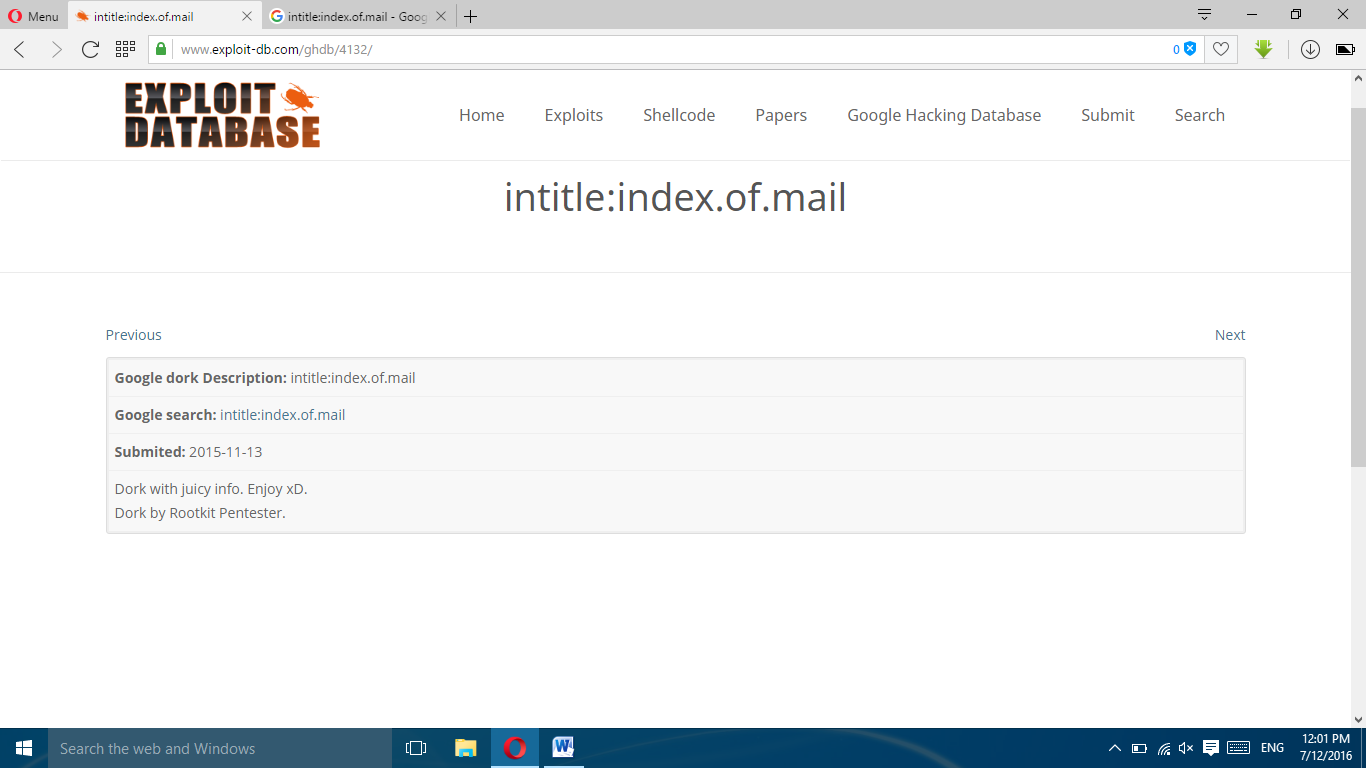 Menu
intitle:index.of.mail
intitle:index.of.mail - Goog
www.exploit-db.com/ghdb/4132/
0
EXPLOIT
DATABASE
Home
Exploits
Shellcode
Papers
Google Hacking Database
Submit
Search
intitle:index.of.mail
Previous
Next
Google dork Description: intitle:index.of.mail
Google search: intitle:index.of.mail
Submited: 2015-11-13
Dork with juicy info. Enjoy xD.
Dork by Rootkit Pentester.
Search the web and Windows
ENG
12:01 PM
7/12/2016